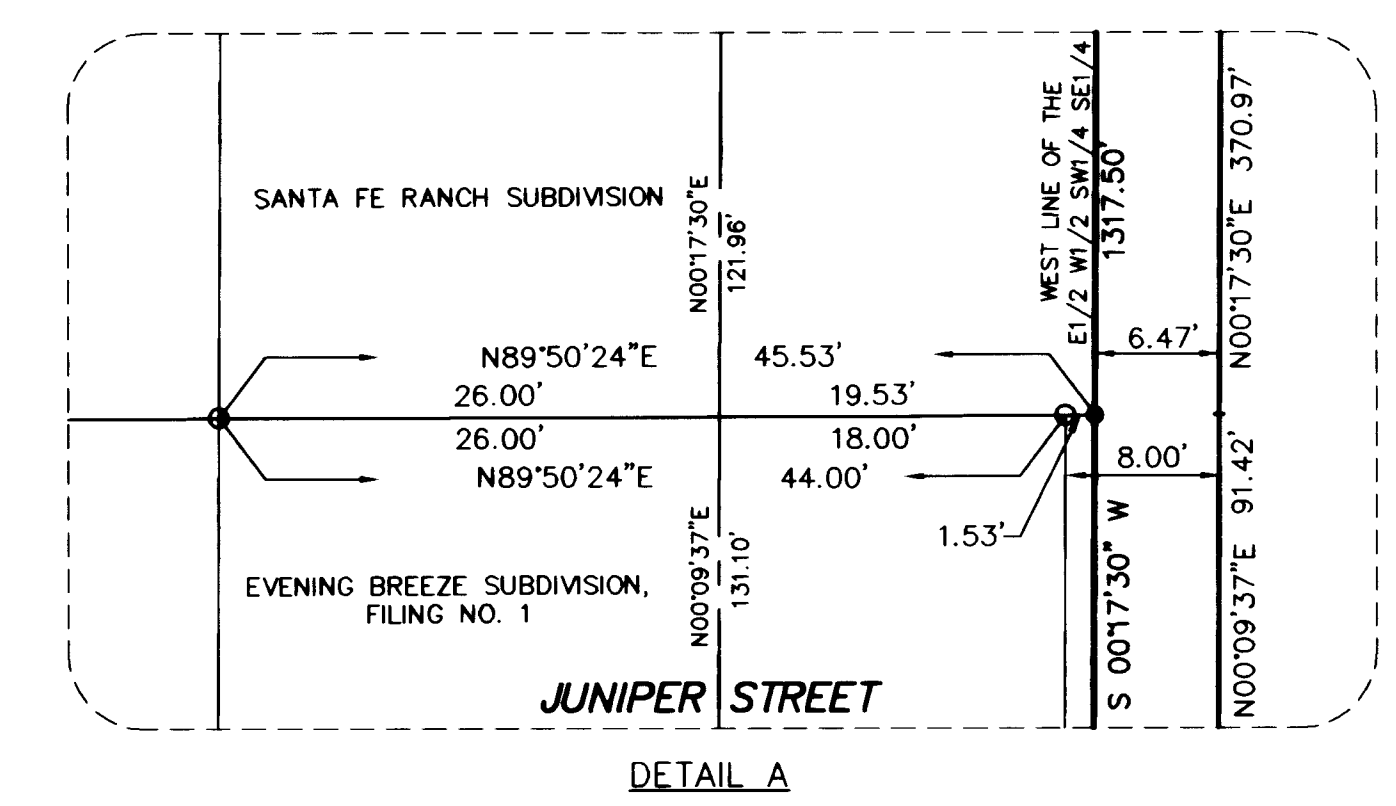 SANTA FE RANCH SUBDIVISION
N00°17'30"E
121.96'
WEST LINE OF THE
E1/2 W1/2 SW1/4 SE1/4
1317.50'
N00°17'30"E 370.97'
6.47'
N89°50'24"E 45.53'
26.00' 19.53'
26.00' 18.00'
N89°50'24"E 44.00'
8.00'
1.53'
EVENING BREEZE SUBDIVISION,
FILING NO. 1
N00°09'37"E
131.10'
S 00°17'30" W
N00°09'37"E 91.42'
JUNIPER STREET
DETAIL A